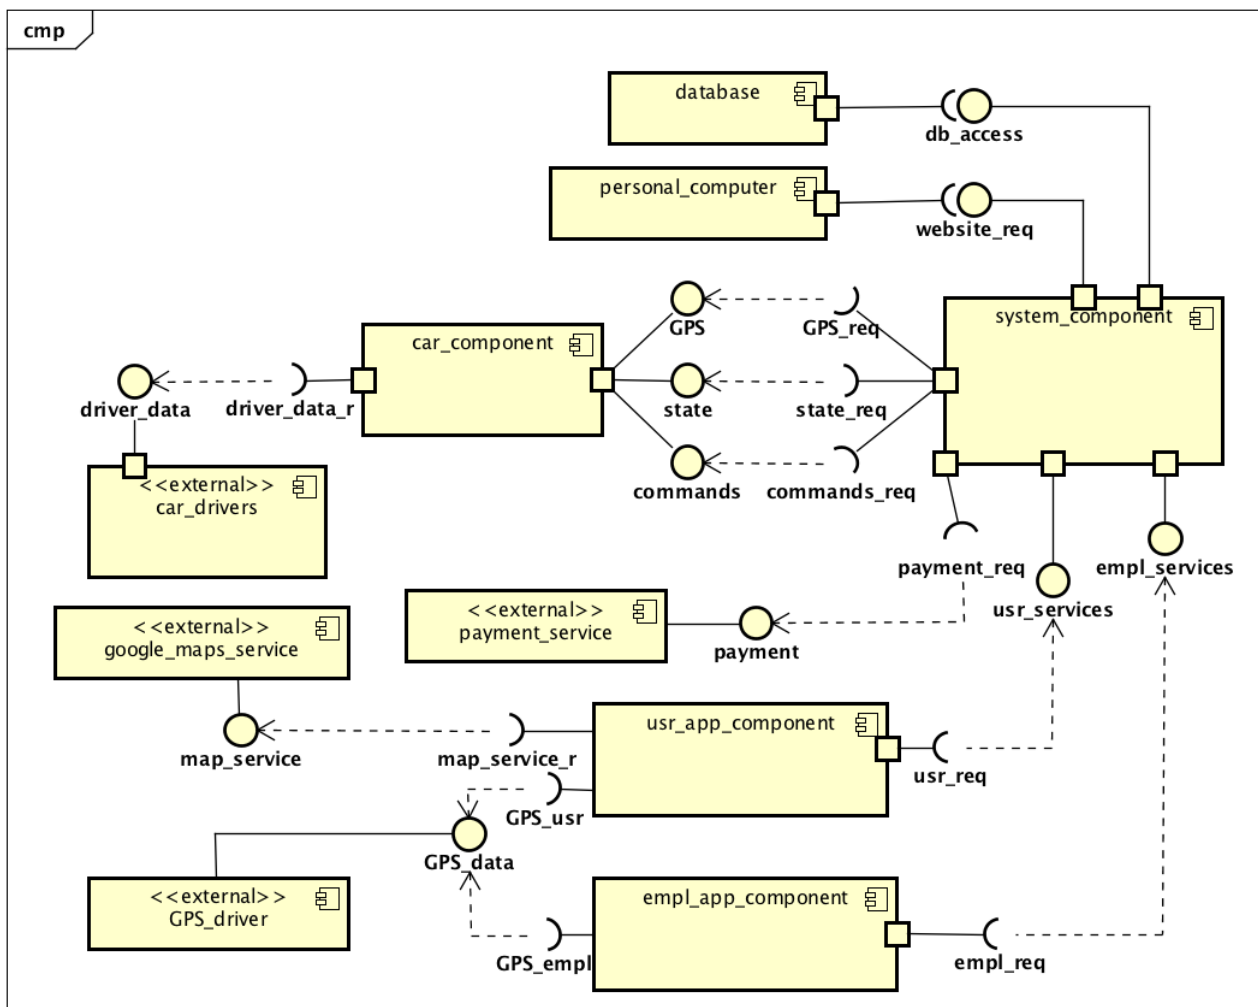 cmp
database
db_access
personal_computer
website_req
system_component
GPS
GPS_req
car_component
state
state_req
driver_data
driver_data_r
commands
commands_req
<<external>>
car_drivers
payment_req
empl_services
usr_services
<<external>>
payment_service
payment
<<external>>
google_maps_service
map_service
map_service_r
usr_app_component
usr_req
GPS_usr
GPS_data
<<external>>
GPS_driver
empl_app_component
GPS_empl
empl_req